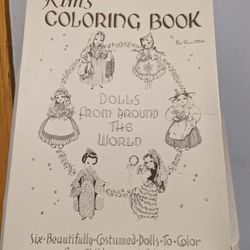 Kim's
COLORING BOOK
DOLLS
FROM AROUND
THE
WORLD
Six-Beautifully-Costumed-Dolls-To-Color